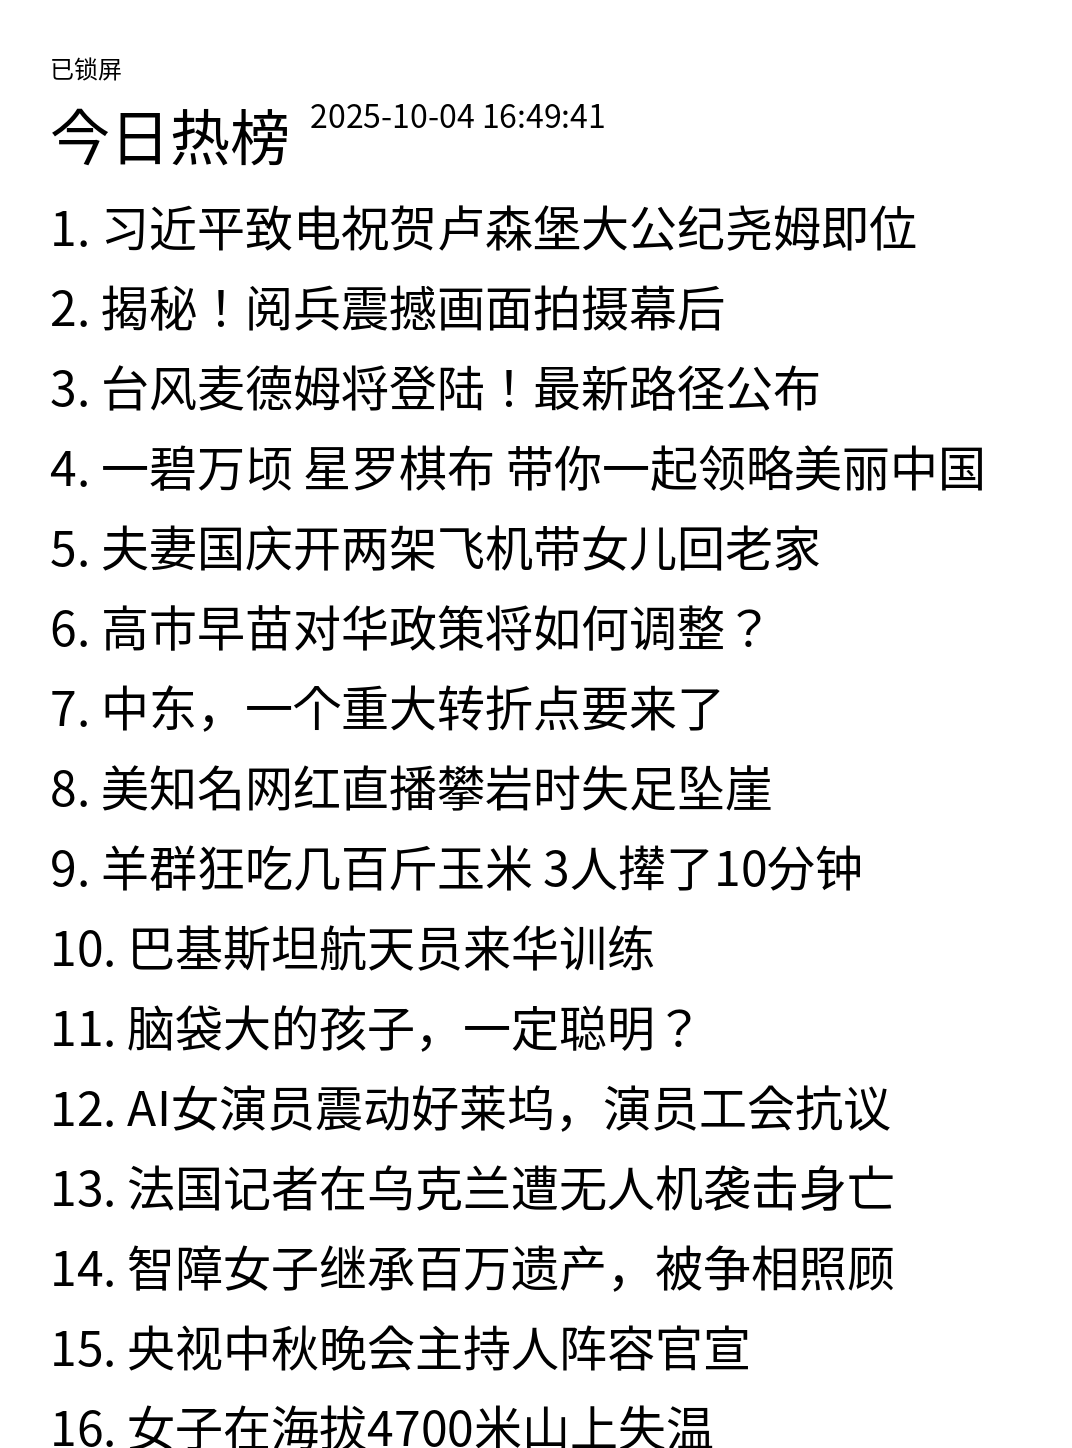 已锁屏
今日热榜 2025-10-04 16:49:41
1. 习近平致电祝贺卢森堡大公纪尧姆即位
2. 揭秘！阅兵震撼画面拍摄幕后
3. 台风麦德姆将登陆！最新路径公布
4. 一碧万顷 星罗棋布 带你一起领略美丽中国
5. 夫妻国庆开两架飞机带女儿回老家
6. 高市早苗对华政策将如何调整？
7. 中东，一个重大转折点要来了
8. 美知名网红直播攀岩时失足坠崖
9. 羊群狂吃几百斤玉米 3人撵了10分钟
10. 巴基斯坦航天员来华训练
11. 脑袋大的孩子，一定聪明？
12. AI女演员震动好莱坞，演员工会抗议
13. 法国记者在乌克兰遭无人机袭击身亡
14. 智障女子继承百万遗产，被争相照顾
15. 央视中秋晚会主持人阵容官宣
16. 女子在海拔4700米山上失温